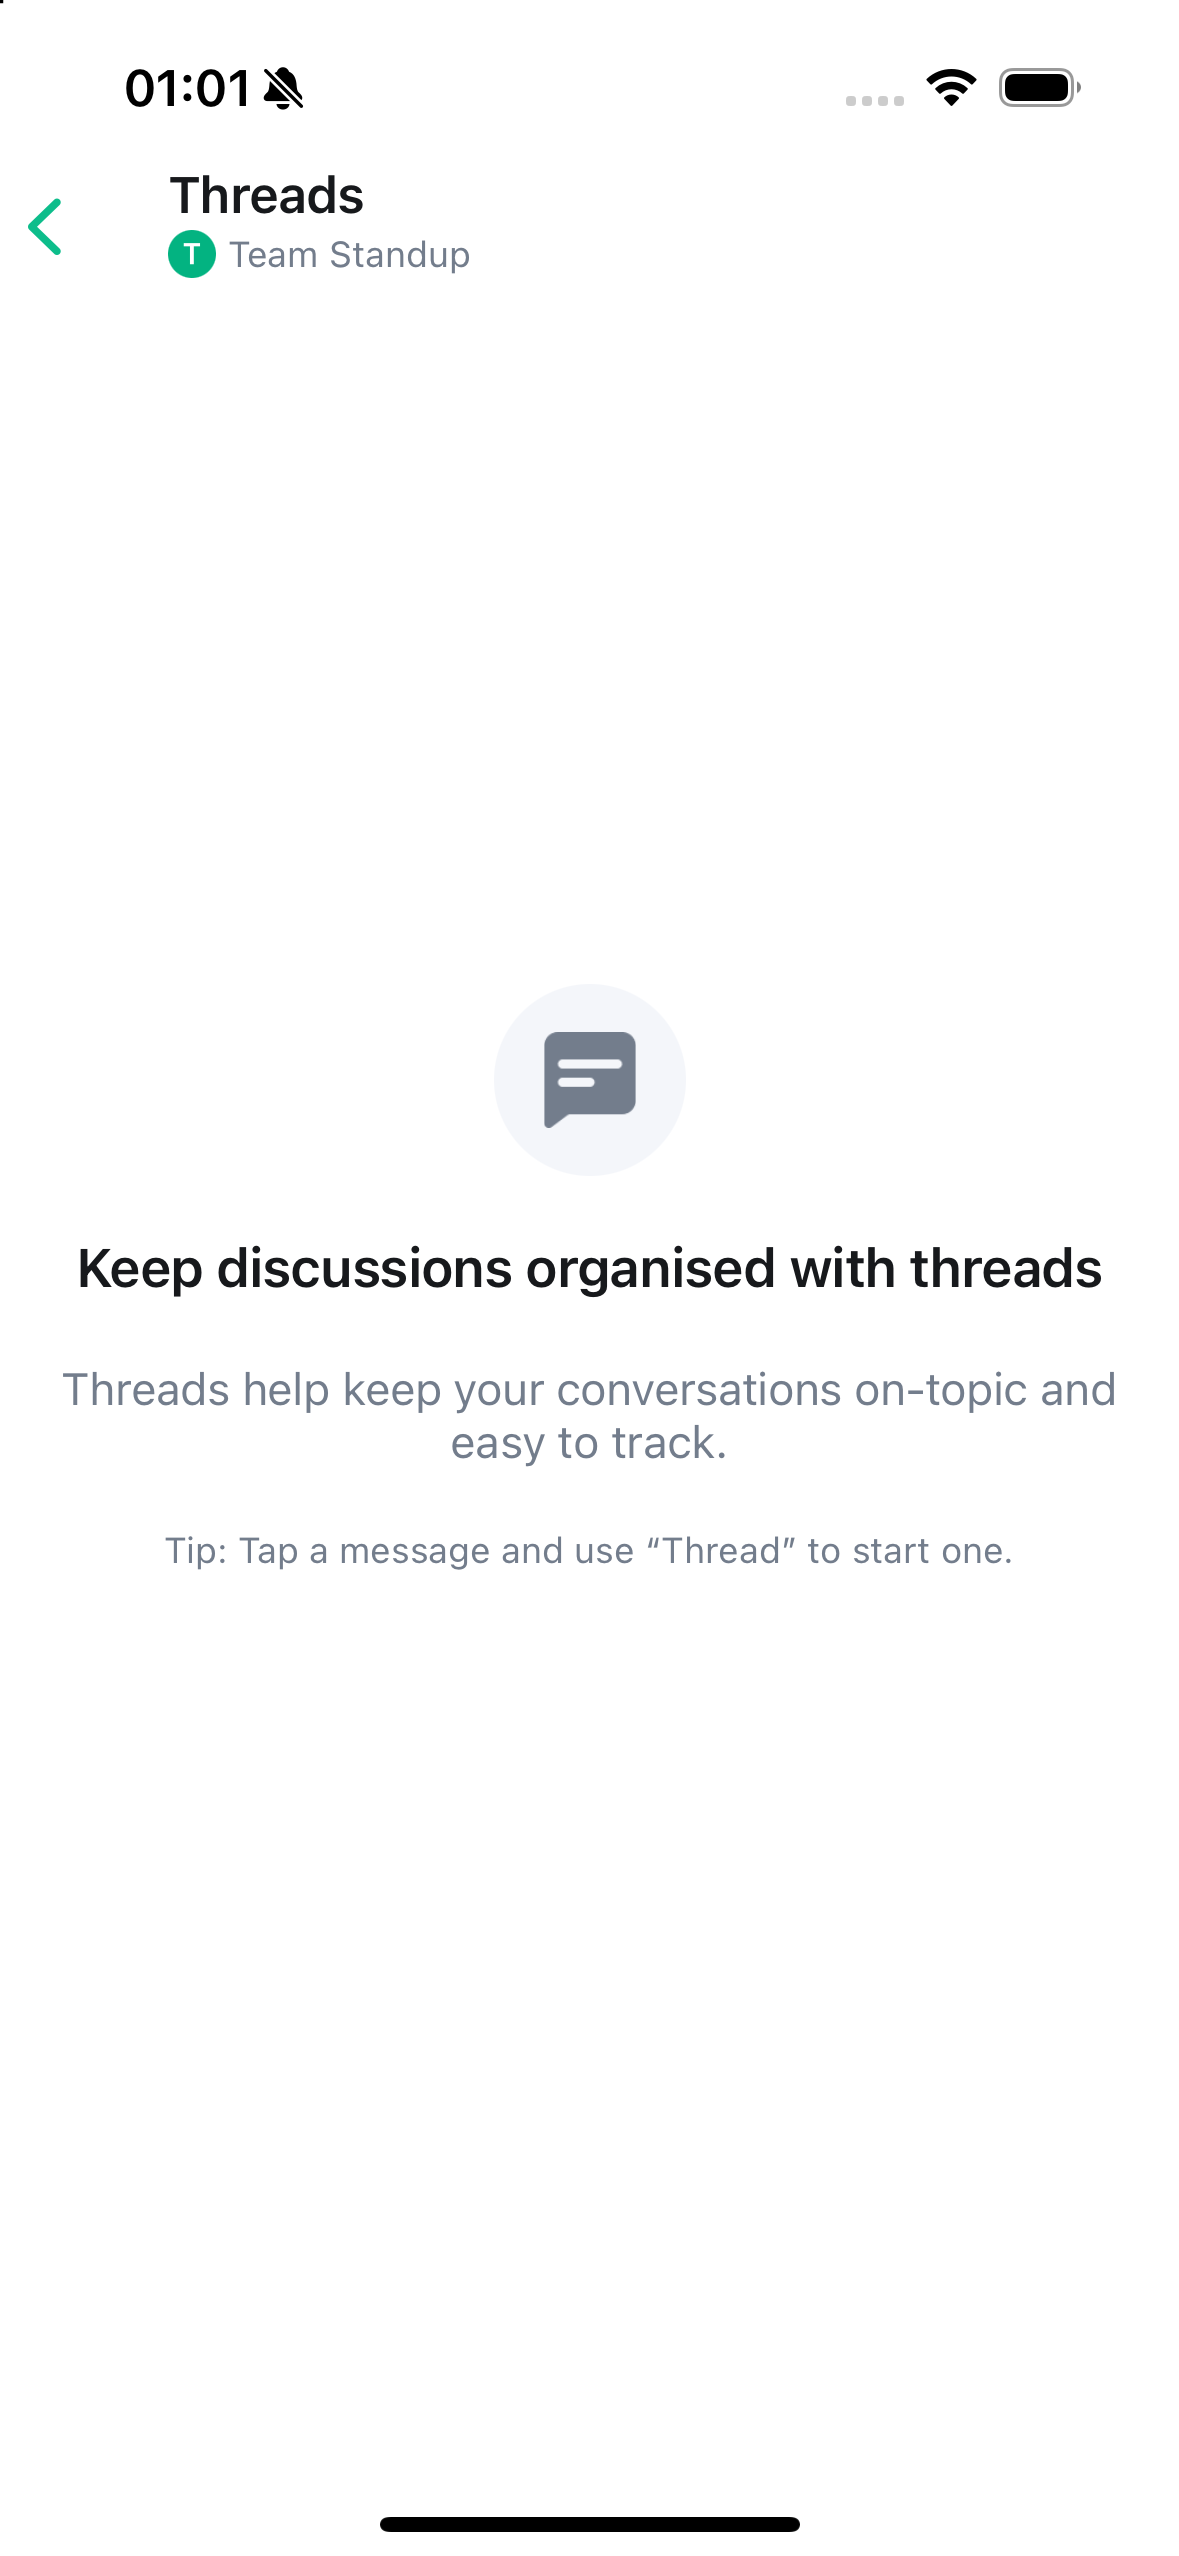 01:01
Threads
T Team Standup
Keep discussions organised with threads
Threads help keep your conversations on-topic and
easy to track.
Tip: Tap a message and use “Thread” to start one.